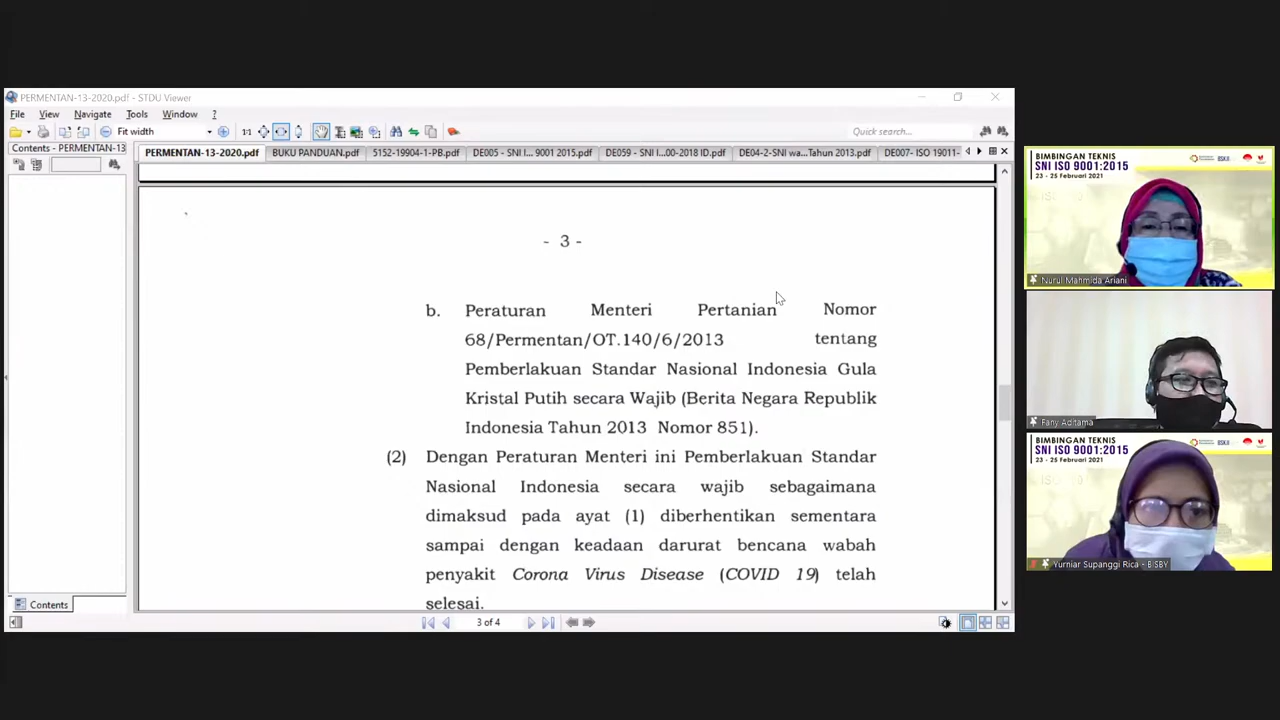 PERMENTAN-13-2020.pdf - STDU Viewer
File View Navigate Tools Window ?
1:1 Fit width Quick search...
Contents - PERMENTAN-13
PERMENTAN-13-2020.pdf BUKU PANDUAN.pdf 5152-19904-1-PB.pdf DE005 - SNI I... 9001 2015.pdf DE059 - SNI I...00-2018 ID.pdf DE04-2-SNI wa...Tahun 2013.pdf DE007- ISO 19011-
- 3 -
b. Peraturan Menteri Pertanian Nomor
68/Permentan/OT.140/6/2013 tentang
Pemberlakuan Standar Nasional Indonesia Gula
Kristal Putih secara Wajib (Berita Negara Republik
Indonesia Tahun 2013 Nomor 851).
(2) Dengan Peraturan Menteri ini Pemberlakuan Standar
Nasional Indonesia secara wajib sebagaimana
dimaksud pada ayat (1) diberhentikan sementara
sampai dengan keadaan darurat bencana wabah
penyakit Corona Virus Disease (COVID 19) telah
selesai.
Contents
3 of 4
BIMBINGAN TEKNIS
SNI ISO 9001:2015
23 - 25 Februari 2021
Nurul Mahmida Ariani
Fany Aditama
BIMBINGAN TEKNIS
SNI ISO 9001:2015
23 - 25 Februari 2021
Yurniar Supanggi Rica - BISBY